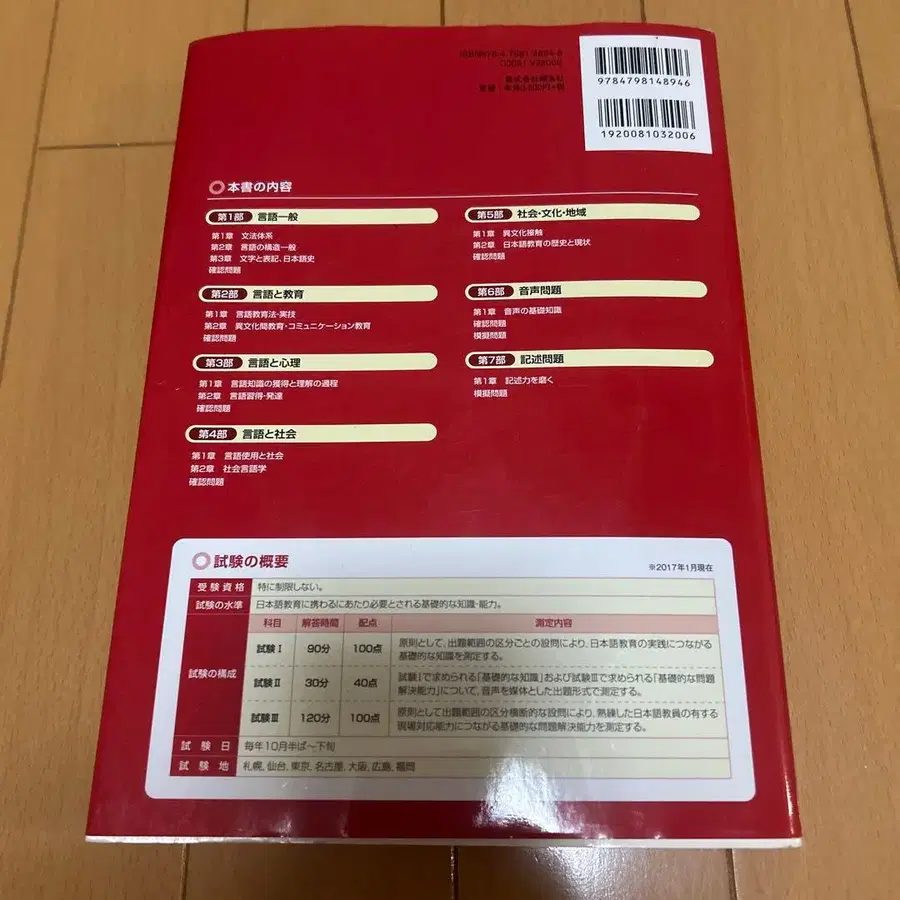 9784798148946
1920081032006
本書の内容
第1部 言語一般
第1章 文法体系
第2章 言語の構造一般
第3章 文字と表記、日本語史
確認問題
第2部 言語と教育
第1章 言語教育法・実技
第2章 異文化間教育・コミュニケーション教育
確認問題
第3部 言語と心理
第1章 言語知識の獲得と理解の過程
第2章 言語習得・発達
確認問題
第4部 言語と社会
第1章 言語使用と社会
第2章 社会言語学
確認問題
第5部 社会・文化・地域
第1章 異文化接触
第2章 日本語教育の歴史と現状
確認問題
第6部 音声問題
第1章 音声の基礎知識
確認問題
模擬問題
第7部 記述問題
第1章 記述力を磨く
模擬問題
試験の概要
※2017年1月現在
受験資格 特に制限しない。
試験の水準 日本語教育に携わるにあたり必要とされる基礎的な知識・能力。
試験の構成
科目 解答時間 配点 測定内容
試験Ⅰ 90分 100点 原則として、出題範囲の区分ごとの設問により、日本語教育の実践につながる
基礎的な知識を測定する。
試験Ⅱ 30分 40点 試験Ⅰで求められる「基礎的な知識」および試験Ⅲで求められる「基礎的な問題
解決能力」について、音声を媒体とした出題形式で測定する。
試験Ⅲ 120分 100点 原則として出題範囲の区分横断的な設問により、熟練した日本語教員の有する
現場対応能力につながる基礎的な問題解決能力を測定する。
試験日 毎年10月半ば〜下旬
試験地 札幌、仙台、東京、名古屋、大阪、広島、福岡